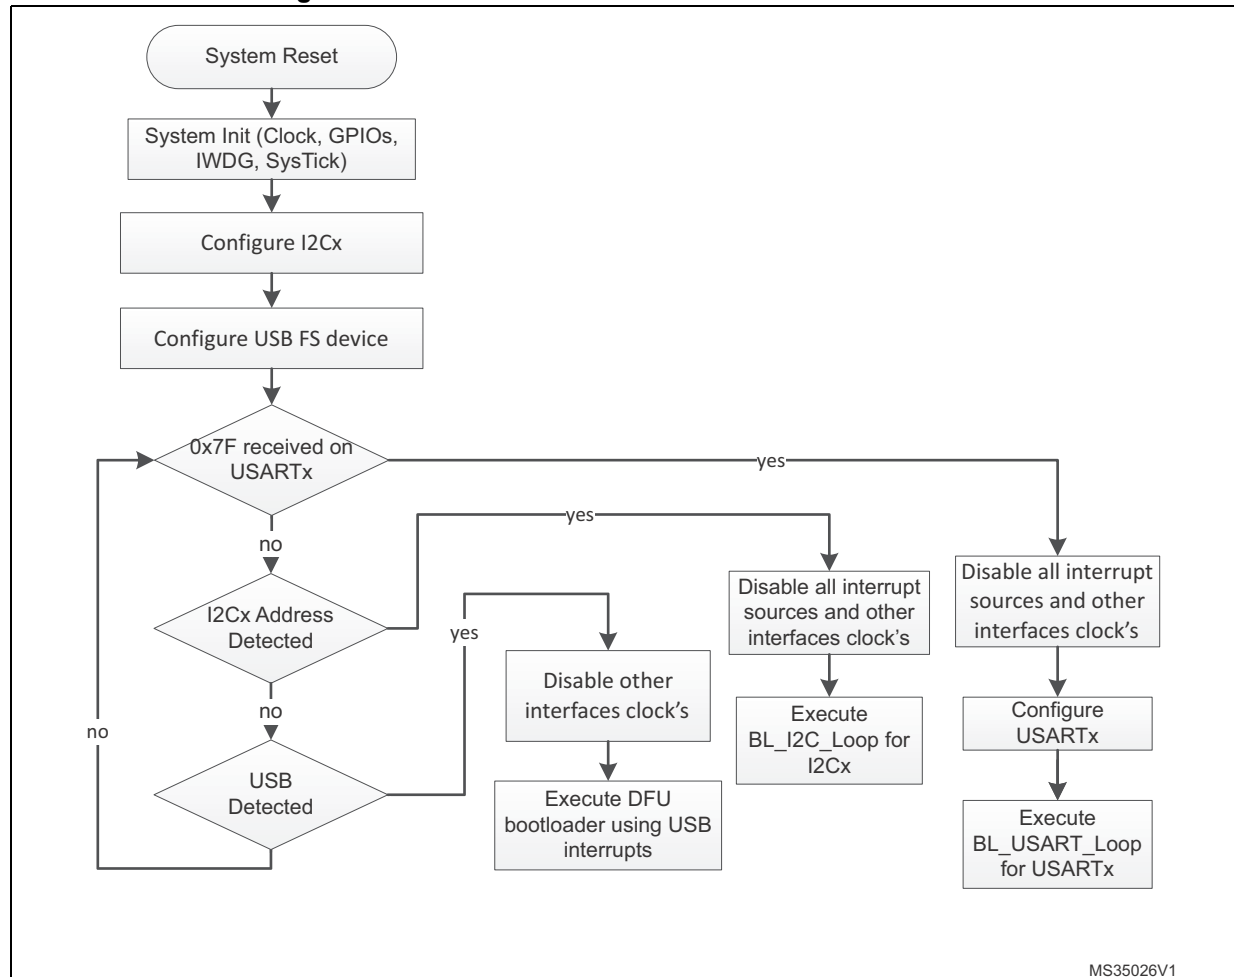 System Reset
System Init (Clock, GPIOs,
IWDG, SysTick)
Configure I2Cx
Configure USB FS device
0x7F received on
USARTx
yes
no
yes
I2Cx Address
Detected
yes
Disable all interrupt
sources and other
interfaces clock's
Disable all interrupt
sources and other
interfaces clock's
Disable other
interfaces clock's
no
no
Execute
BL_I2C_Loop for
I2Cx
Configure
USARTx
USB
Detected
Execute DFU
bootloader using USB
interrupts
Execute
BL_USART_Loop
for USARTx
MS35026V1